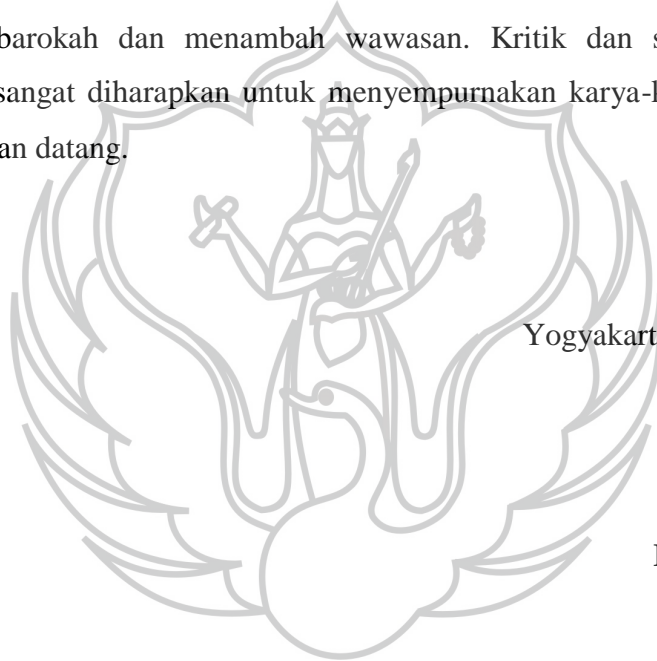 barokah dan menambah wawasan. Kritik dan s
sangat diharapkan untuk menyempurnakan karya-k
an datang.
Yogyakart